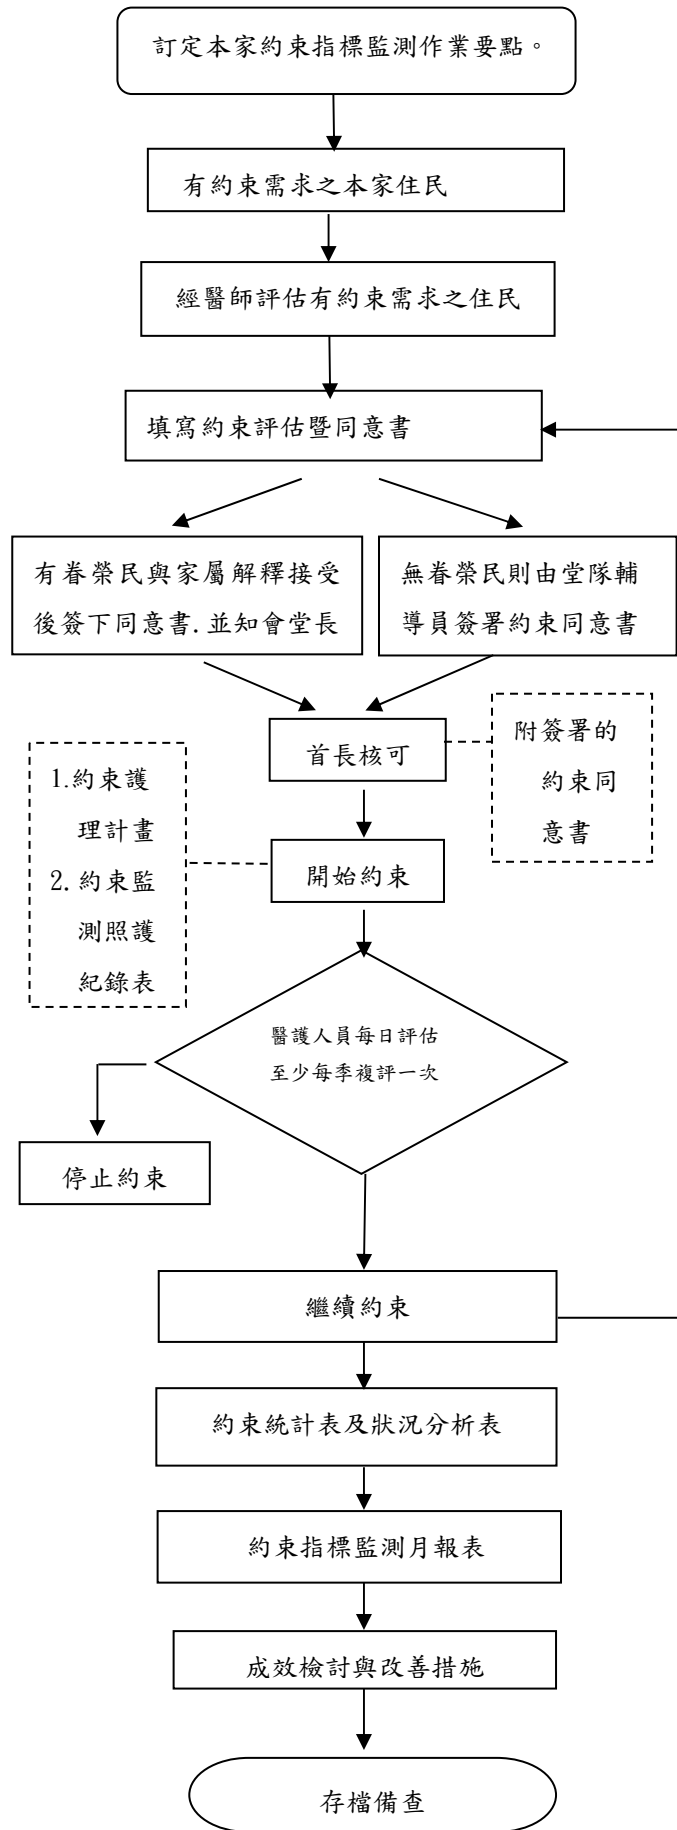 訂定本家約束指標監測作業要點。
有約束需求之本家住民
經醫師評估有約束需求之住民
填寫約束評估暨同意書
有眷榮民與家屬解釋接受
後簽下同意書.並知會堂長
無眷榮民則由堂隊輔
導員簽署約束同意書
首長核可
附簽署的
約束同
意書
1.約束護
理計畫
2.約束監
測照護
紀錄表
開始約束
醫護人員每日評估
至少每季複評一次
停止約束
繼續約束
約束統計表及狀況分析表
約束指標監測月報表
成效檢討與改善措施
存檔備查